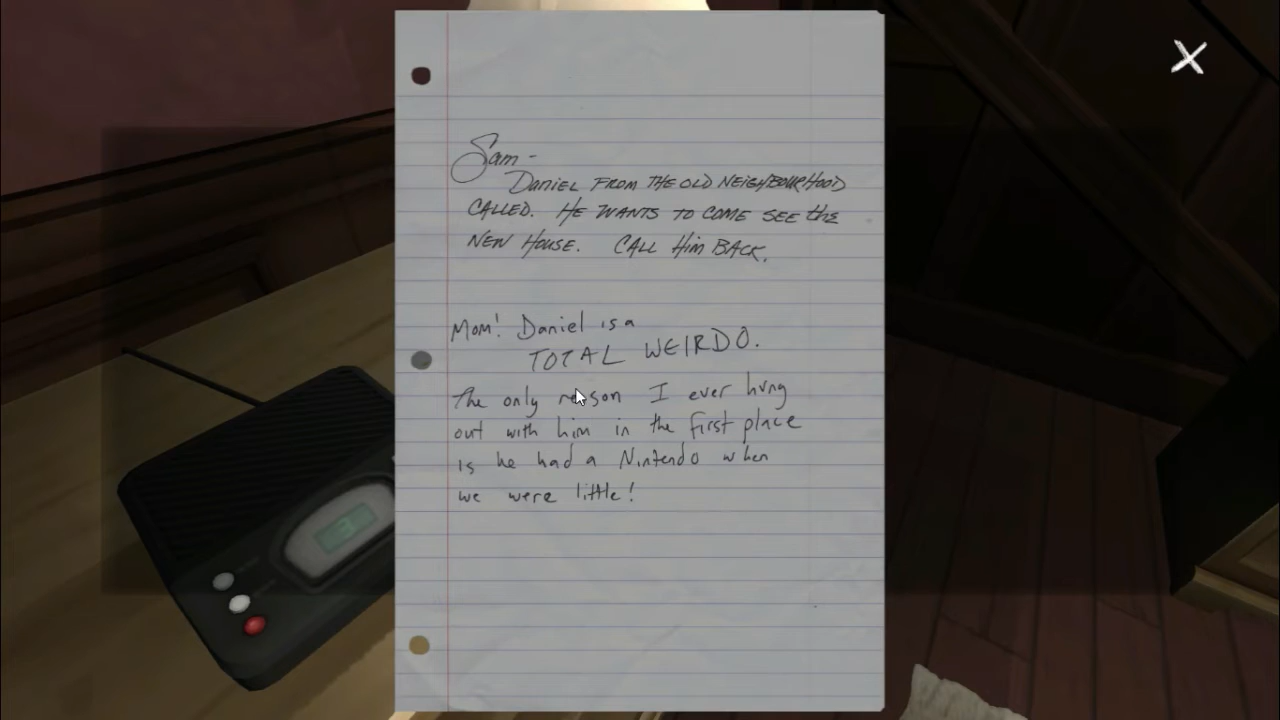 Sam -
DANIEL FROM THE OLD NEIGHBOURHOOD
CALLED. HE WANTS TO COME SEE the
NEW HOUSE. CALL HiM BACK.
Mom! Daniel is a
TOTAL WEIRDO.
The only reason I ever hung
out with him in the first place
is he had a Nintendo when
we were little!
3